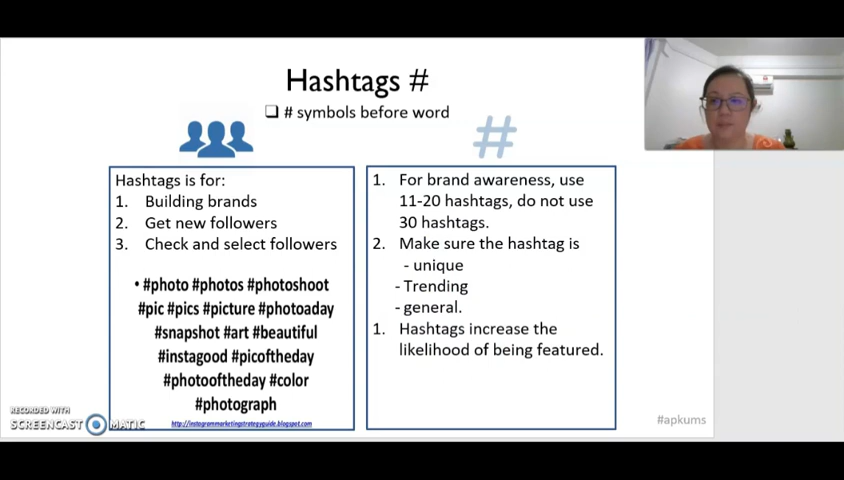 Hashtags #
❑ # symbols before word
#
Hashtags is for:
1. Building brands
2. Get new followers
3. Check and select followers
• #photo #photos #photoshoot
#pic #pics #picture #photoaday
#snapshot #art #beautiful
#instagood #picoftheday
#photooftheday #color
#photograph
http://instagrammarketingstrategyguide.blogspot.com
1. For brand awareness, use
11-20 hashtags, do not use
30 hashtags.
2. Make sure the hashtag is
- unique
- Trending
- general.
1. Hashtags increase the
likelihood of being featured.
RECORDED WITH
SCREENCAST MATIC
#apkums